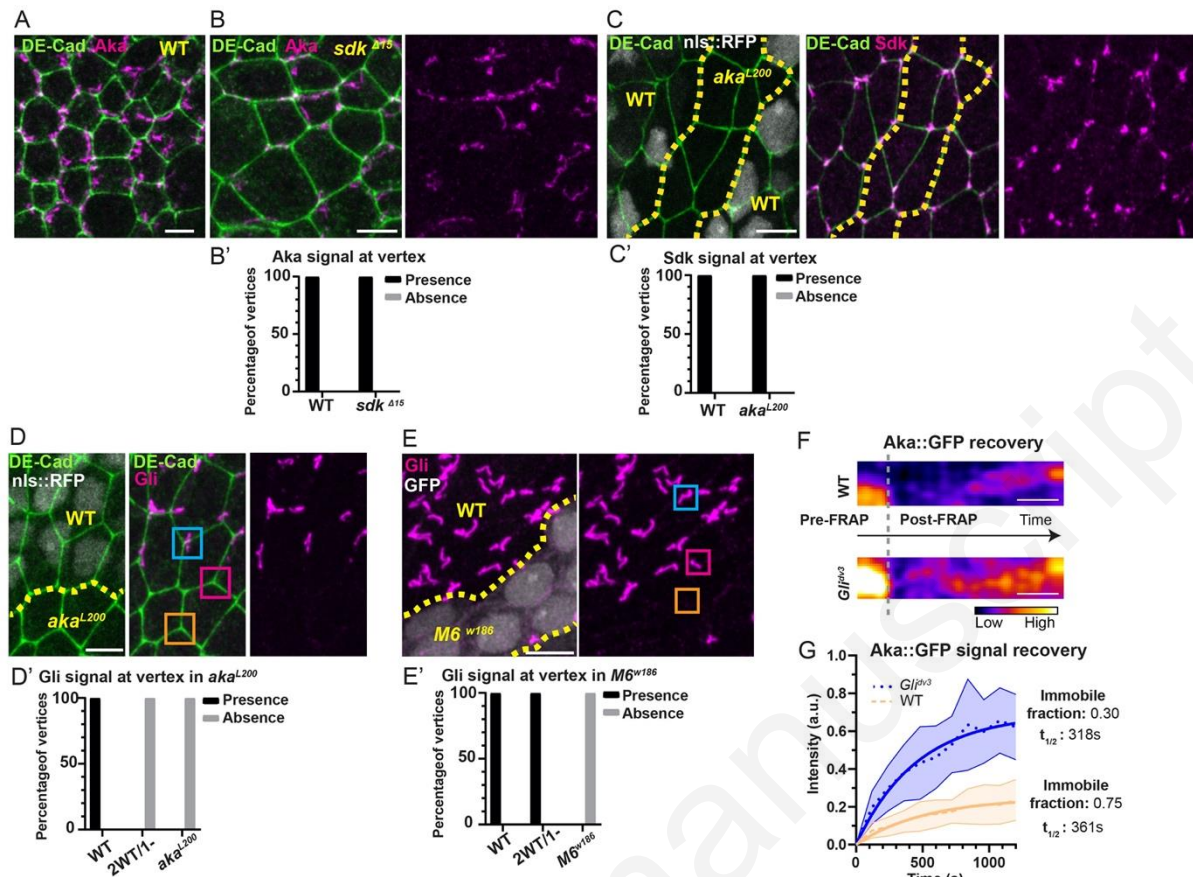 A
DE-Cad Aka WT
B
DE-Cad Aka sdk Δ15
C
DE-Cad nls::RFP
WT
akaL200
WT
DE-Cad Sdk
B'
Aka signal at vertex
Percentageof vertices
100
50
0
WT
sdk Δ15
Presence
Absence
C'
Sdk signal at vertex
Percentageof vertices
100
50
0
WT
akaL200
Presence
Absence
D
DE-Cad
nls::RFP
WT
akaL200
DE-Cad
Gli
E
Gli
GFP
WT
M6 w186
F
Aka::GFP recovery
WT
Pre-FRAP
Post-FRAP
Time
Glidv3
Low
High
D'
Gli signal at vertex in akaL200
Percentageof vertices
100
50
0
WT
2WT/1-
akaL200
Presence
Absence
E'
Gli signal at vertex in M6w186
Percentageof vertices
100
50
0
WT
2WT/1-
M6w186
Presence
Absence
G
Aka::GFP signal recovery
Intensity (a.u.)
1.0
0.8
0.6
0.4
0.2
0.0
0
500
1000
Time (s)
Glidv3
WT
Immobile
fraction: 0.30
t1/2 : 318s
Immobile
fraction: 0.75
t1/2 : 361s
manuscript